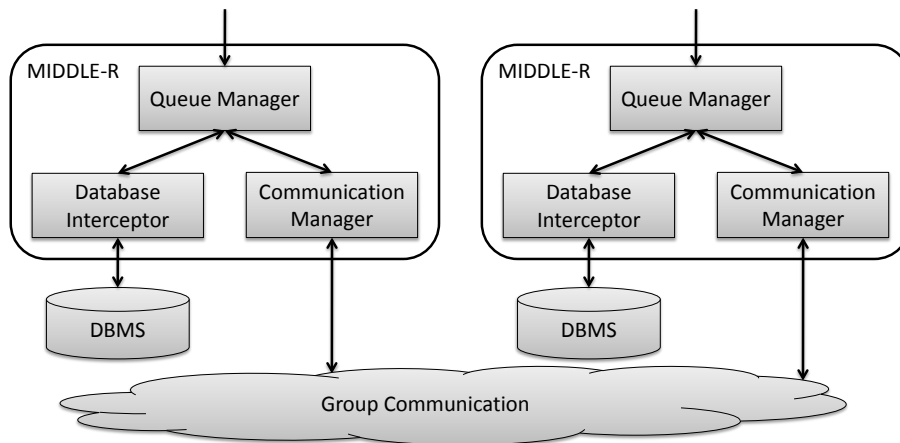 MIDDLE-R
Queue Manager
Database
Interceptor
Communication
Manager
DBMS
MIDDLE-R
Queue Manager
Database
Interceptor
Communication
Manager
DBMS
Group Communication